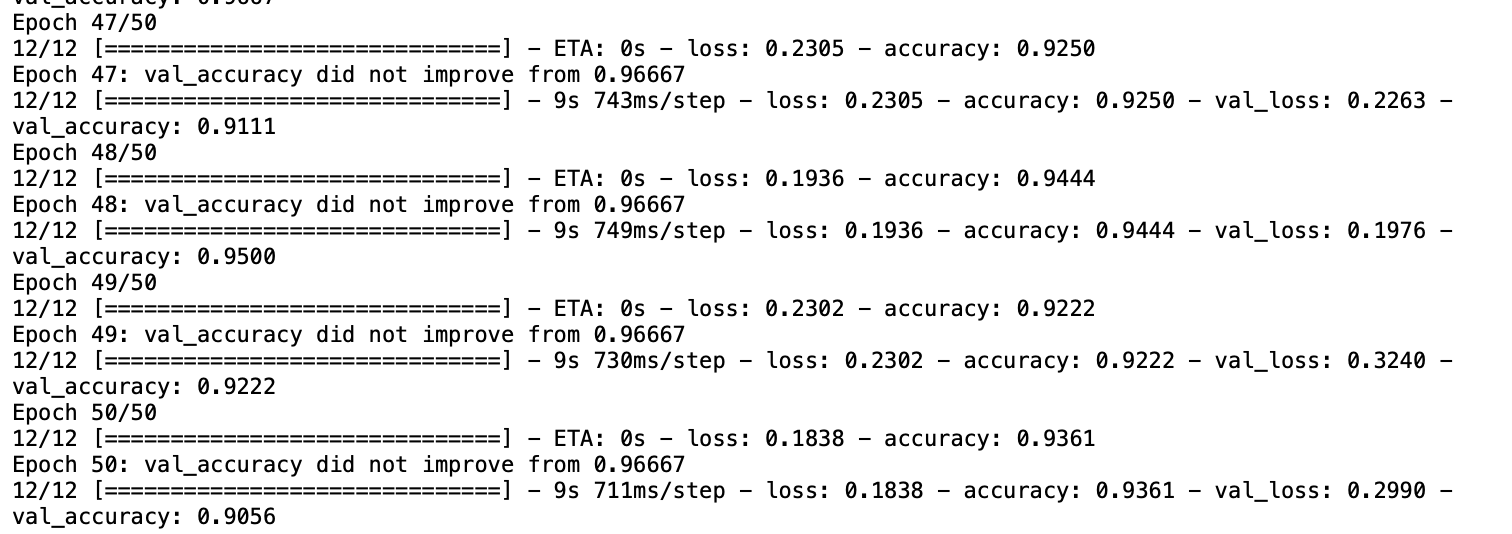 val_accuracy: 0.9667
Epoch 47/50
12/12 [==============================] - ETA: 0s - loss: 0.2305 - accuracy: 0.9250
Epoch 47: val_accuracy did not improve from 0.96667
12/12 [==============================] - 9s 743ms/step - loss: 0.2305 - accuracy: 0.9250 - val_loss: 0.2263 -
val_accuracy: 0.9111
Epoch 48/50
12/12 [==============================] - ETA: 0s - loss: 0.1936 - accuracy: 0.9444
Epoch 48: val_accuracy did not improve from 0.96667
12/12 [==============================] - 9s 749ms/step - loss: 0.1936 - accuracy: 0.9444 - val_loss: 0.1976 -
val_accuracy: 0.9500
Epoch 49/50
12/12 [==============================] - ETA: 0s - loss: 0.2302 - accuracy: 0.9222
Epoch 49: val_accuracy did not improve from 0.96667
12/12 [==============================] - 9s 730ms/step - loss: 0.2302 - accuracy: 0.9222 - val_loss: 0.3240 -
val_accuracy: 0.9222
Epoch 50/50
12/12 [==============================] - ETA: 0s - loss: 0.1838 - accuracy: 0.9361
Epoch 50: val_accuracy did not improve from 0.96667
12/12 [==============================] - 9s 711ms/step - loss: 0.1838 - accuracy: 0.9361 - val_loss: 0.2990 -
val_accuracy: 0.9056